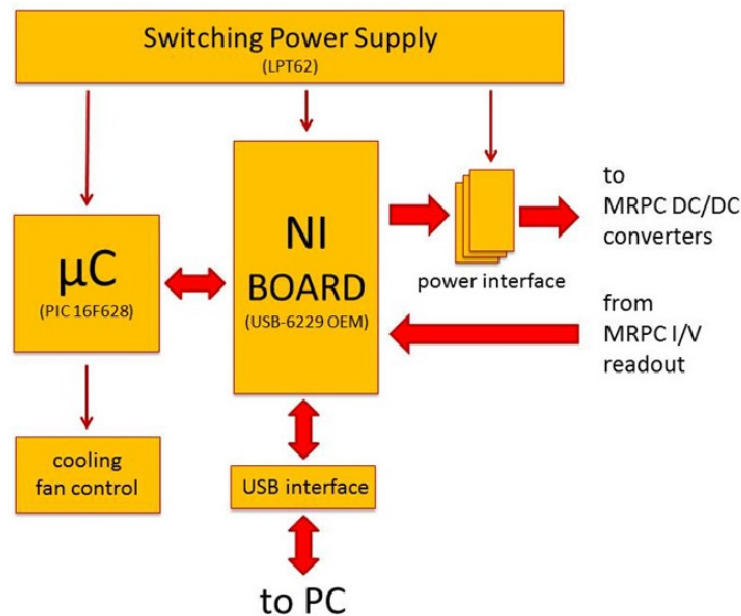 Switching Power Supply
(LPT62)
NI
BOARD
(USB-6229 OEM)
to
MRPC DC/DC
converters
µC
(PIC 16F628)
power interface
from
MRPC I/V
readout
cooling
fan control
USB interface
to PC